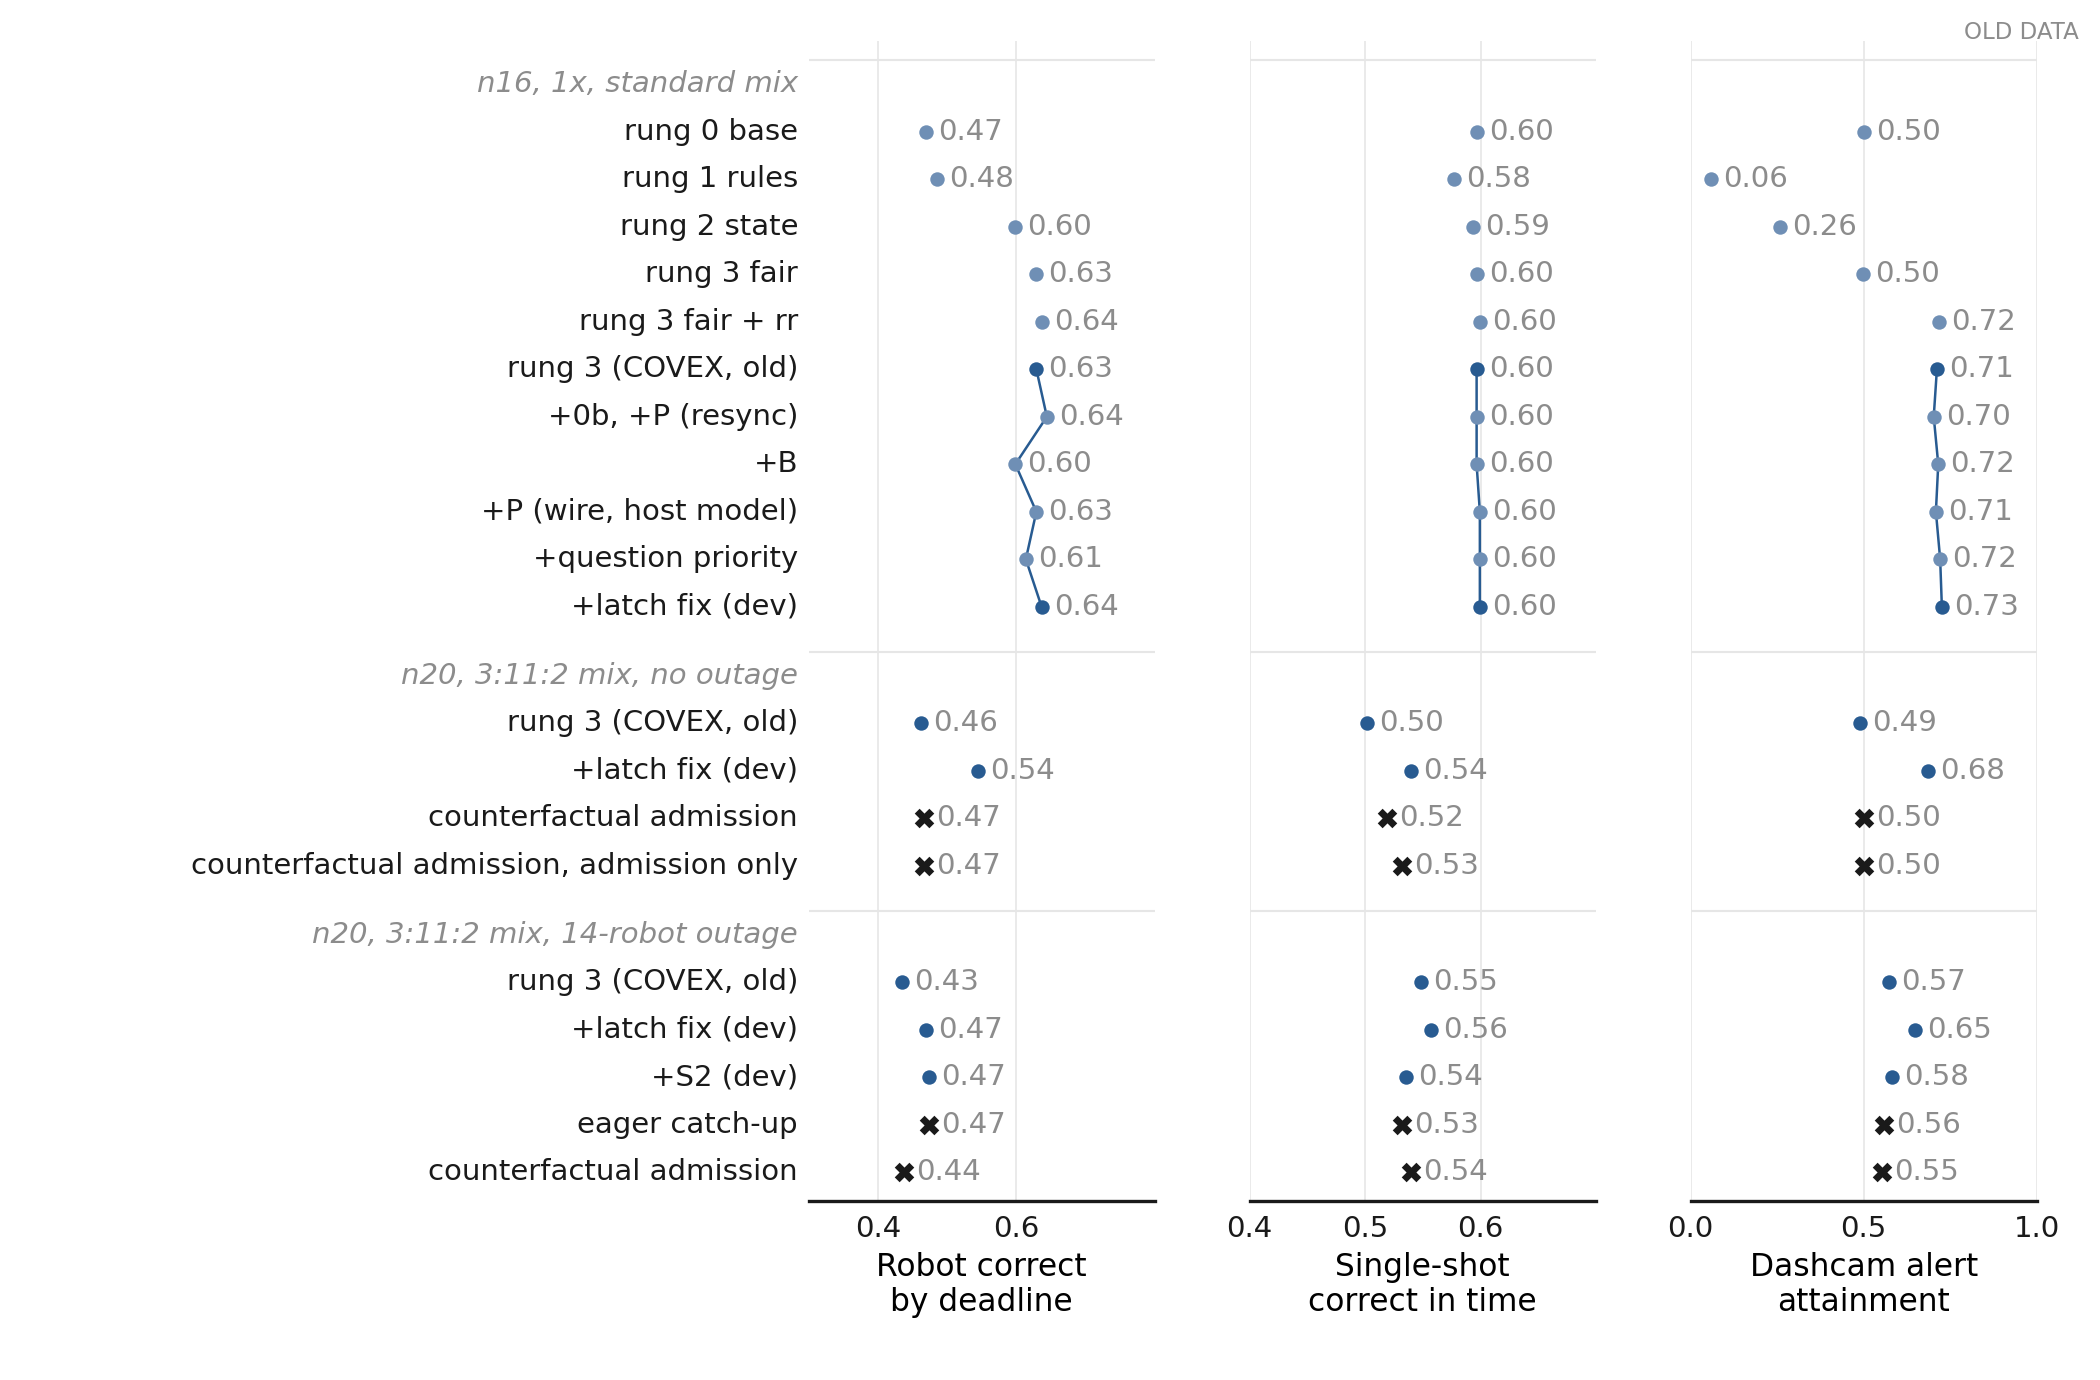 OLD DATA
n16, 1x, standard mix
rung 0 base 0.47 0.60 0.50
rung 1 rules 0.48 0.58 0.06
rung 2 state 0.60 0.59 0.26
rung 3 fair 0.63 0.60 0.50
rung 3 fair + rr 0.64 0.60 0.72
rung 3 (COVEX, old) 0.63 0.60 0.71
+0b, +P (resync) 0.64 0.60 0.70
+B 0.60 0.60 0.72
+P (wire, host model) 0.63 0.60 0.71
+question priority 0.61 0.60 0.72
+latch fix (dev) 0.64 0.60 0.73
n20, 3:11:2 mix, no outage
rung 3 (COVEX, old) 0.46 0.50 0.49
+latch fix (dev) 0.54 0.54 0.68
counterfactual admission 0.47 0.52 0.50
counterfactual admission, admission only 0.47 0.53 0.50
n20, 3:11:2 mix, 14-robot outage
rung 3 (COVEX, old) 0.43 0.55 0.57
+latch fix (dev) 0.47 0.56 0.65
+S2 (dev) 0.47 0.54 0.58
eager catch-up 0.47 0.53 0.56
counterfactual admission 0.44 0.54 0.55
0.4 0.6 0.4 0.5 0.6 0.0 0.5 1.0
Robot correct
by deadline
Single-shot
correct in time
Dashcam alert
attainment